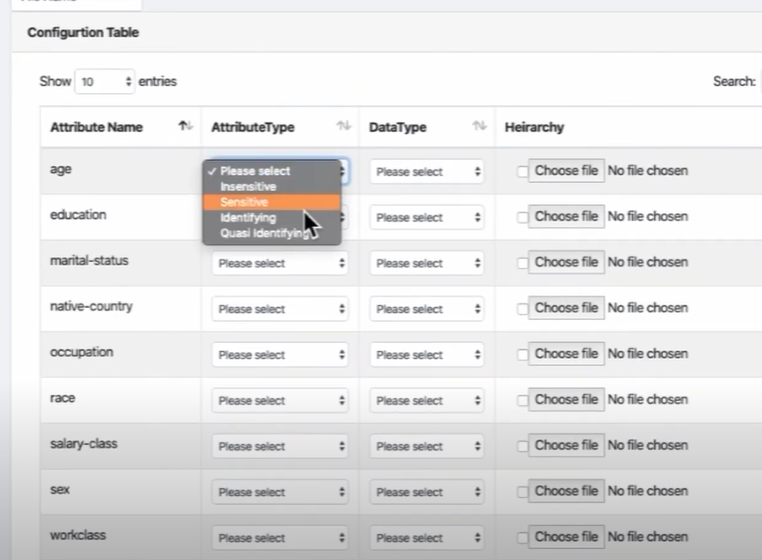 Configurtion Table
Show 10 entries Search:
Attribute Name AttributeType DataType Heirarchy
age Please select Please select Choose file No file chosen
Insensitive
Sensitive
education Identifying Please select Choose file No file chosen
Quasi Identifying
marital-status Please select Please select Choose file No file chosen
native-country Please select Please select Choose file No file chosen
occupation Please select Please select Choose file No file chosen
race Please select Please select Choose file No file chosen
salary-class Please select Please select Choose file No file chosen
sex Please select Please select Choose file No file chosen
workclass Please select Please select Choose file No file chosen